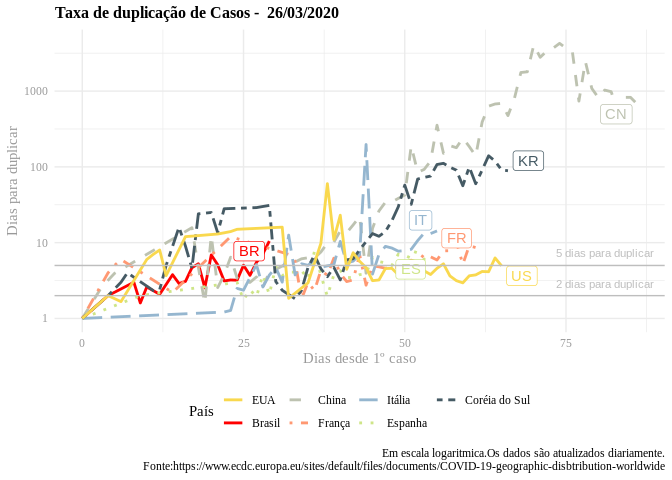 Taxa de duplicação de Casos -  26/03/2020
Dias para duplicar
1000
100
10
1
CN
KR
IT
FR
BR
ES
US
5 dias para duplicar
2 dias para duplicar
0
25
50
75
Dias desde 1º caso
País
EUA
China
Itália
Coréia do Sul
Brasil
França
Espanha
Em escala logaritmica.Os dados são atualizados diariamente.
Fonte:https://www.ecdc.europa.eu/sites/default/files/documents/COVID-19-geographic-disbtribution-worldwide